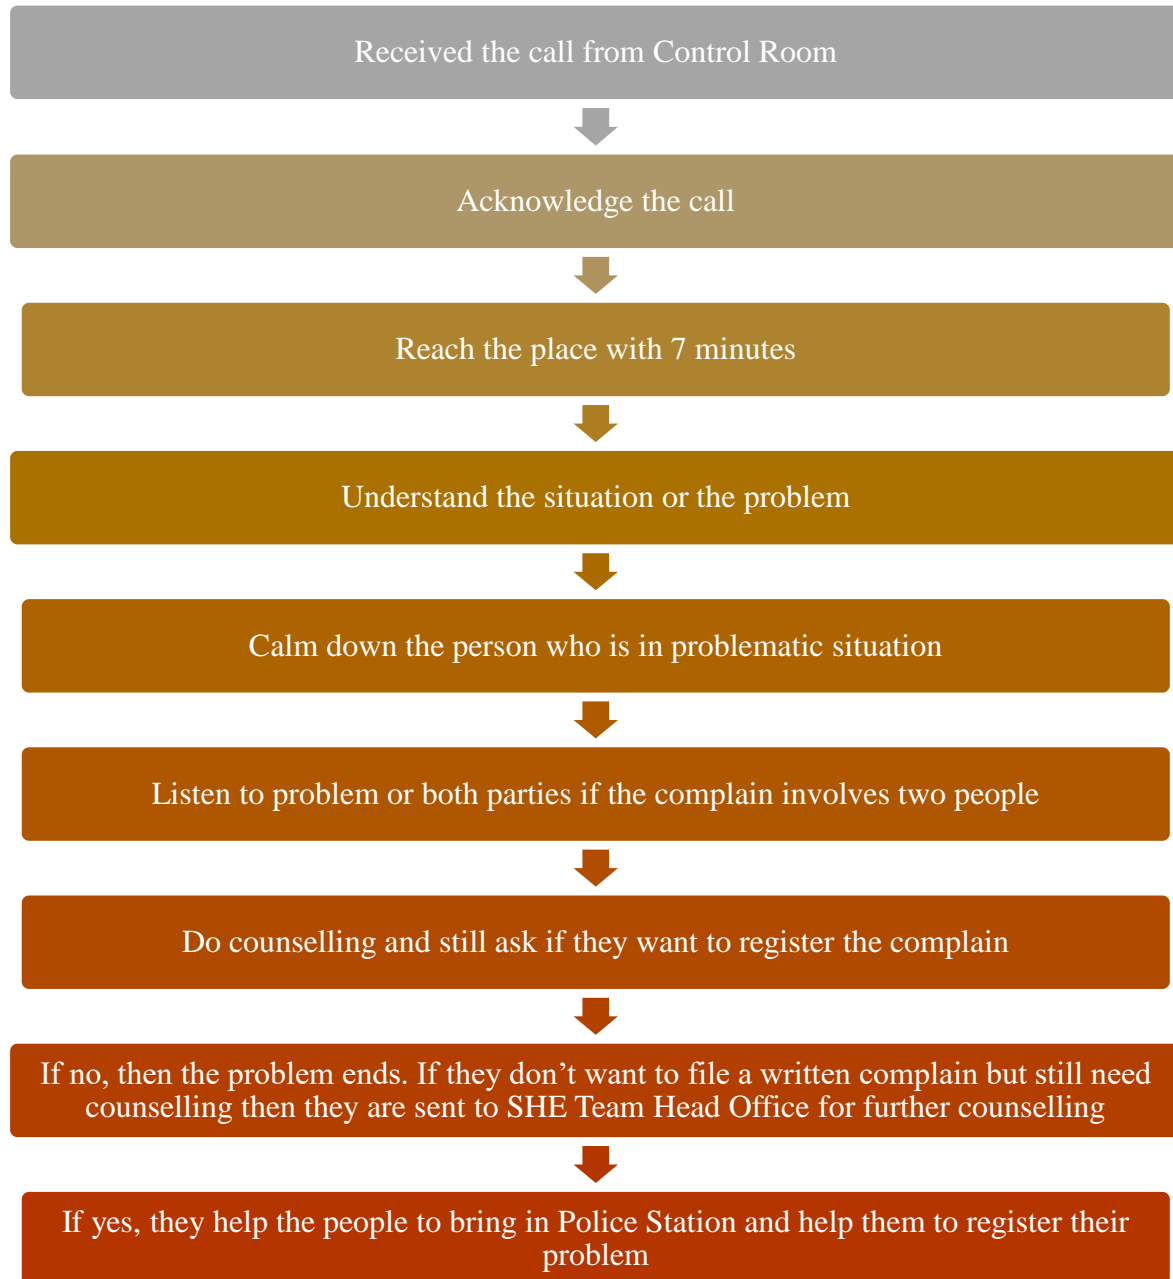 Received the call from Control Room
Acknowledge the call
Reach the place with 7 minutes
Understand the situation or the problem
Calm down the person who is in problematic situation
Listen to problem or both parties if the complain involves two people
Do counselling and still ask if they want to register the complain
If no, then the problem ends. If they don’t want to file a written complain but still need
counselling then they are sent to SHE Team Head Office for further counselling
If yes, they help the people to bring in Police Station and help them to register their
problem